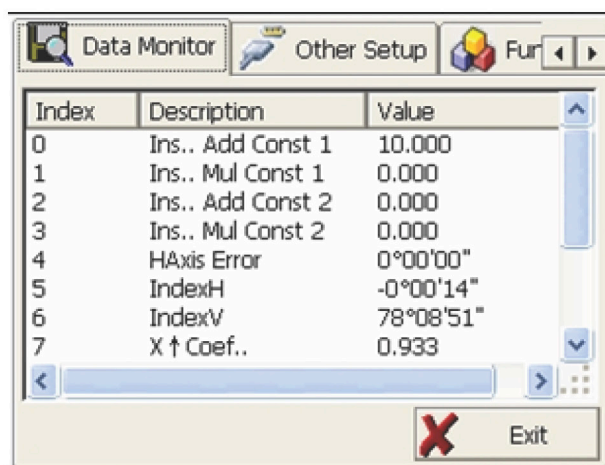 Data Monitor Other Setup Fur
Index Description Value
0 Ins.. Add Const 1 10.000
1 Ins.. Mul Const 1 0.000
2 Ins.. Add Const 2 0.000
3 Ins.. Mul Const 2 0.000
4 HAxis Error 0°00'00"
5 IndexH -0°00'14"
6 IndexV 78°08'51"
7 X↑Coef.. 0.933
Exit